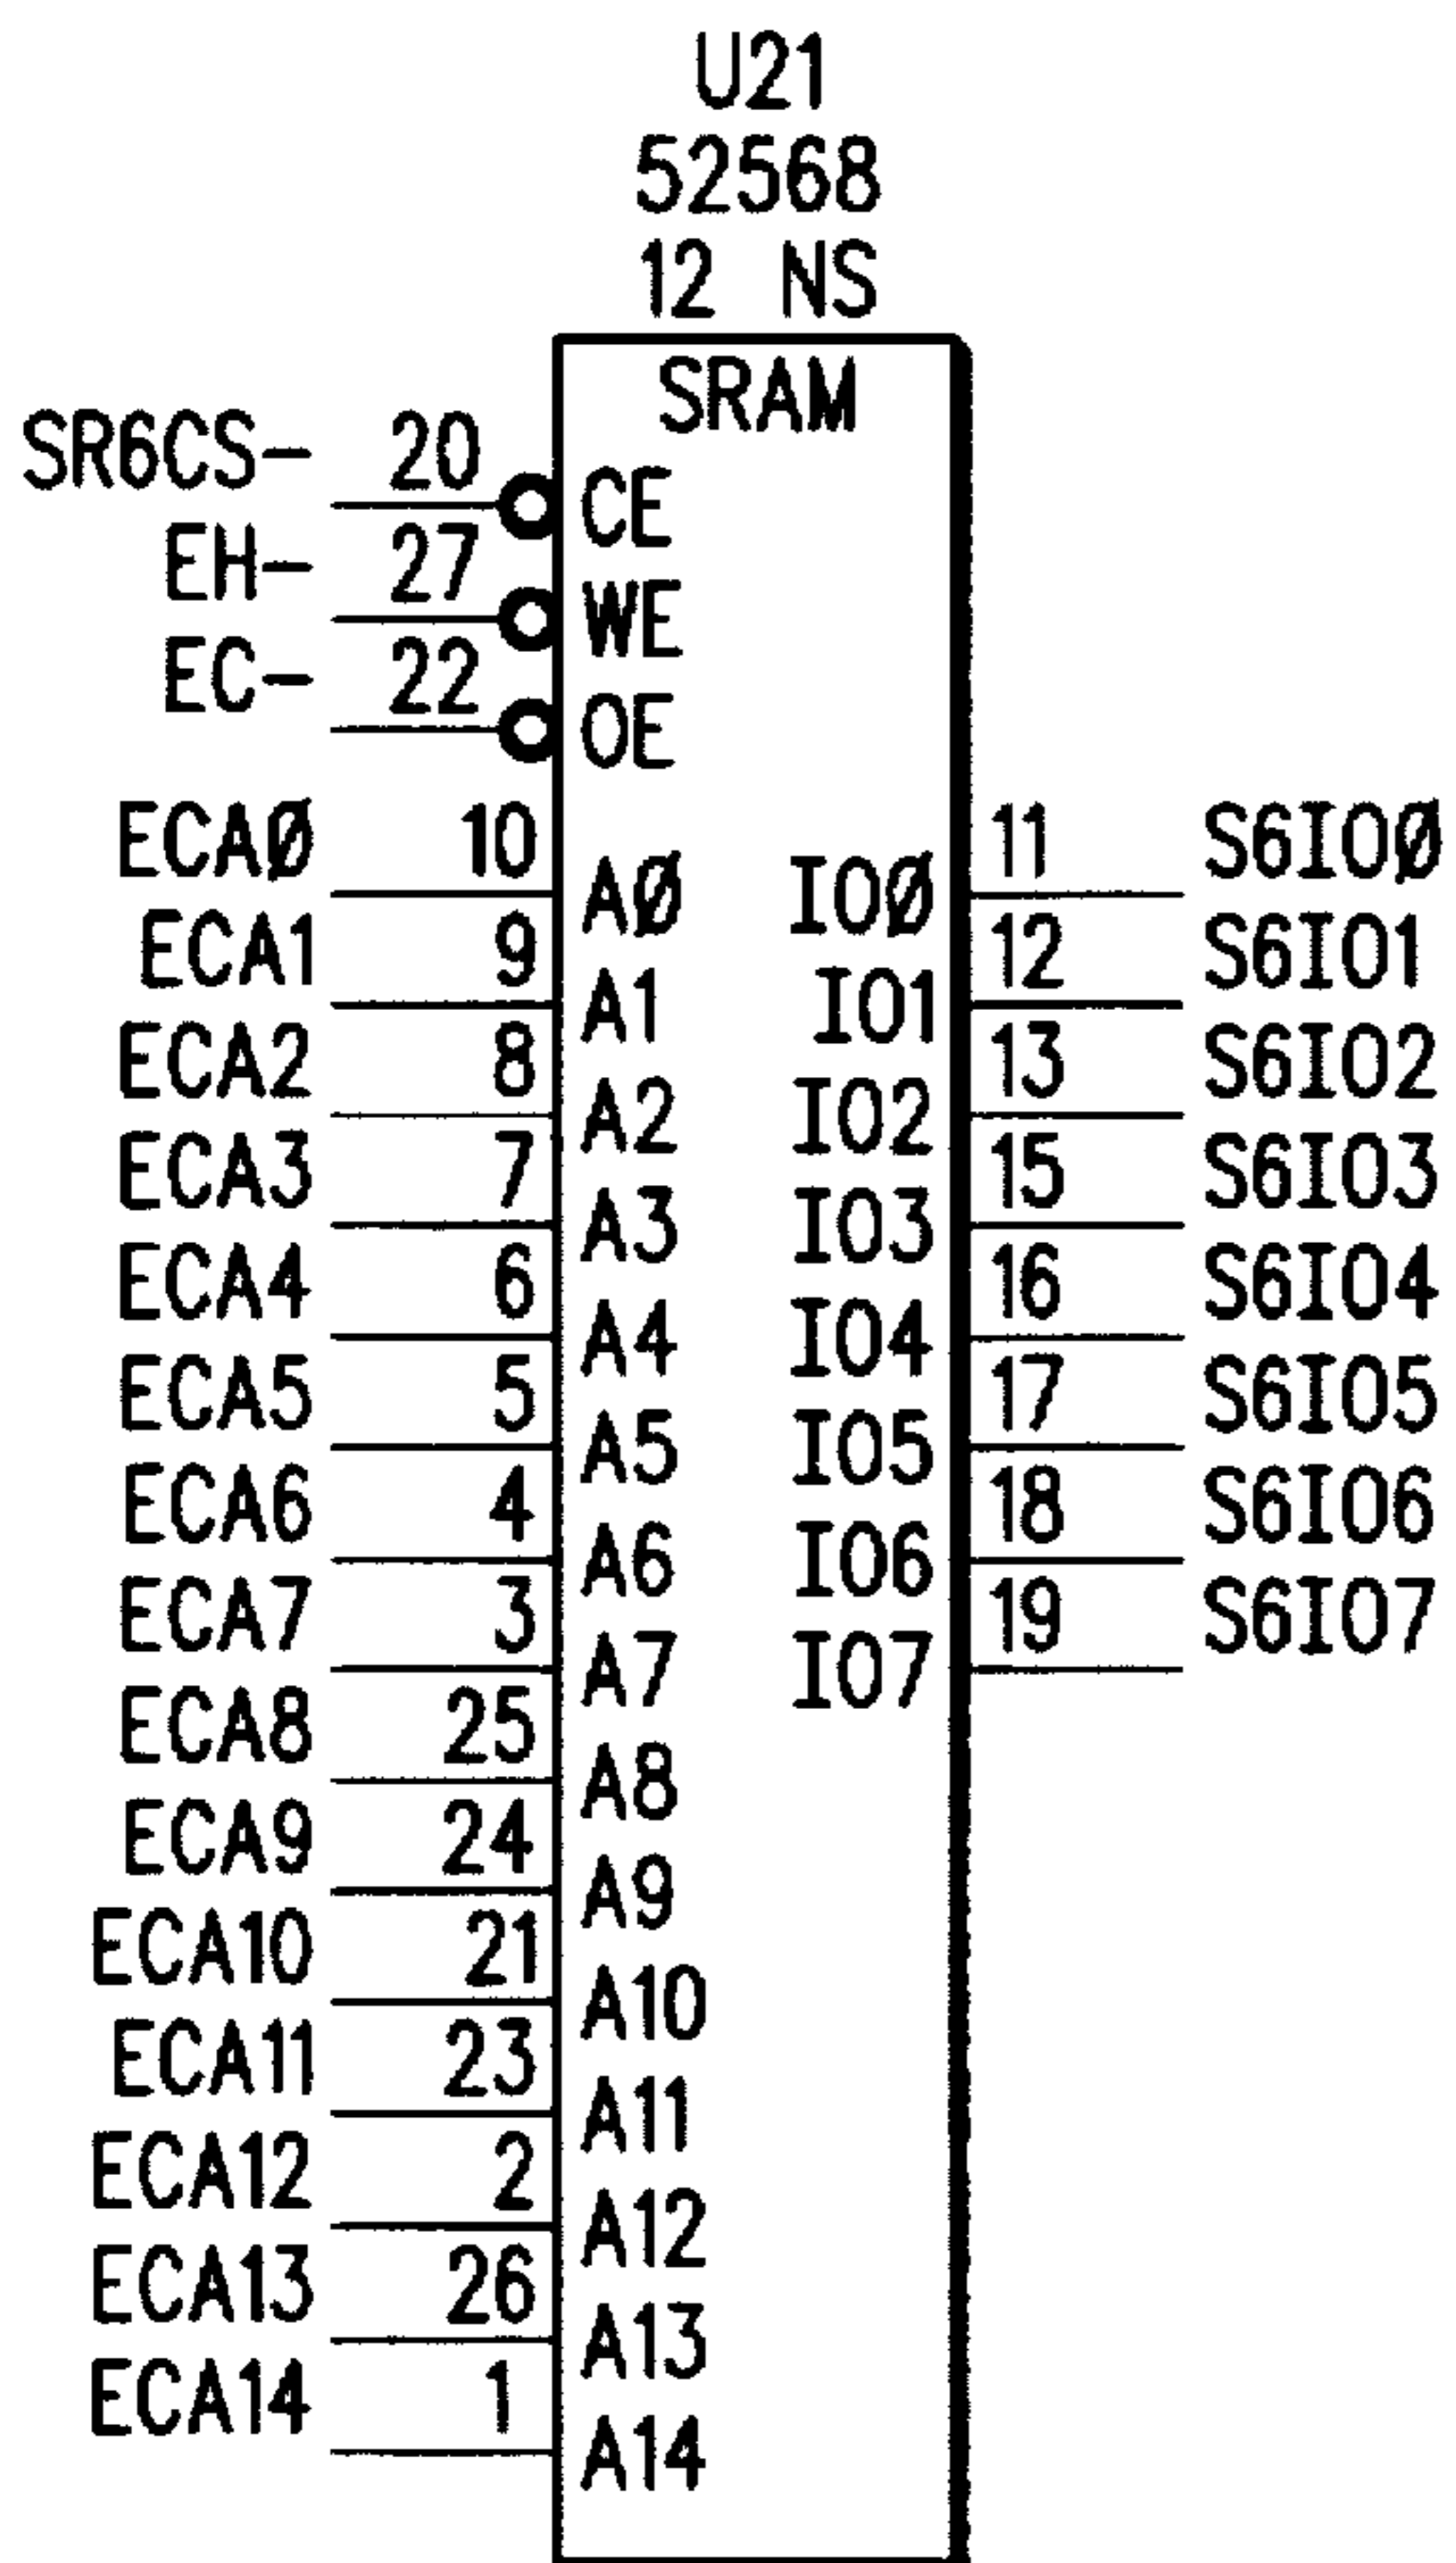 U21
52568
12 NS
SRAM
SR6CS- 20 CE
EH- 27 WE
EC- 22 OE
ECAØ 10 AØ IOØ 11 S6IOØ
ECA1 9 A1 IO1 12 S6IO1
ECA2 8 A2 IO2 13 S6IO2
ECA3 7 A3 IO3 15 S6IO3
ECA4 6 A4 IO4 16 S6IO4
ECA5 5 A5 IO5 17 S6IO5
ECA6 4 A6 IO6 18 S6IO6
ECA7 3 A7 IO7 19 S6IO7
ECA8 25 A8
ECA9 24 A9
ECA10 21 A10
ECA11 23 A11
ECA12 2 A12
ECA13 26 A13
ECA14 1 A14